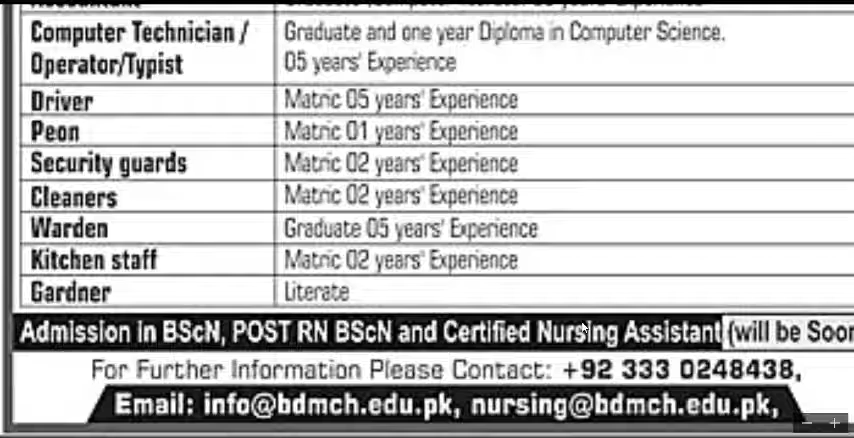 Computer Technician / Graduate and one year Diploma in Computer Science.
Operator/Typist 05 years' Experience
Driver Matric 05 years' Experience
Peon Matric 01 years' Experience
Security guards Matric 02 years' Experience
Cleaners Matric 02 years' Experience
Warden Graduate 05 years' Experience
Kitchen staff Matric 02 years' Experience
Gardner Literate
Admission in BScN, POST RN BScN and Certified Nursing Assistant (will be Soon
For Further Information Please Contact: +92 333 0248438,
Email: info@bdmch.edu.pk, nursing@bdmch.edu.pk,